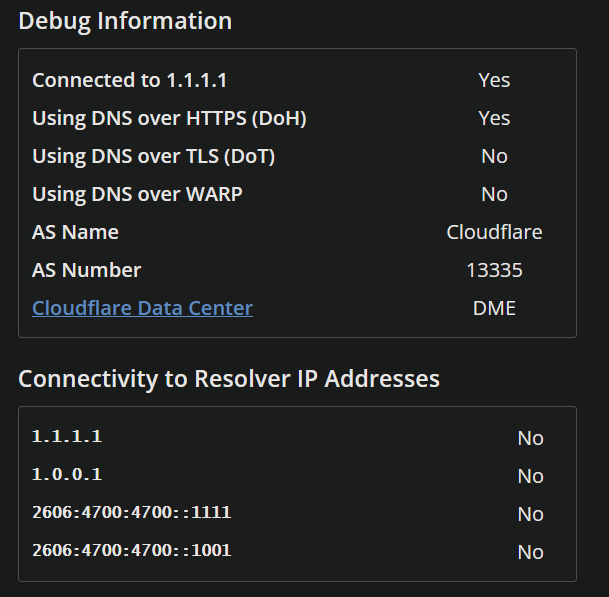 Debug Information
Connected to 1.1.1.1 Yes
Using DNS over HTTPS (DoH) Yes
Using DNS over TLS (DoT) No
Using DNS over WARP No
AS Name Cloudflare
AS Number 13335
Cloudflare Data Center DME
Connectivity to Resolver IP Addresses
1.1.1.1 No
1.0.0.1 No
2606:4700:4700::1111 No
2606:4700:4700::1001 No